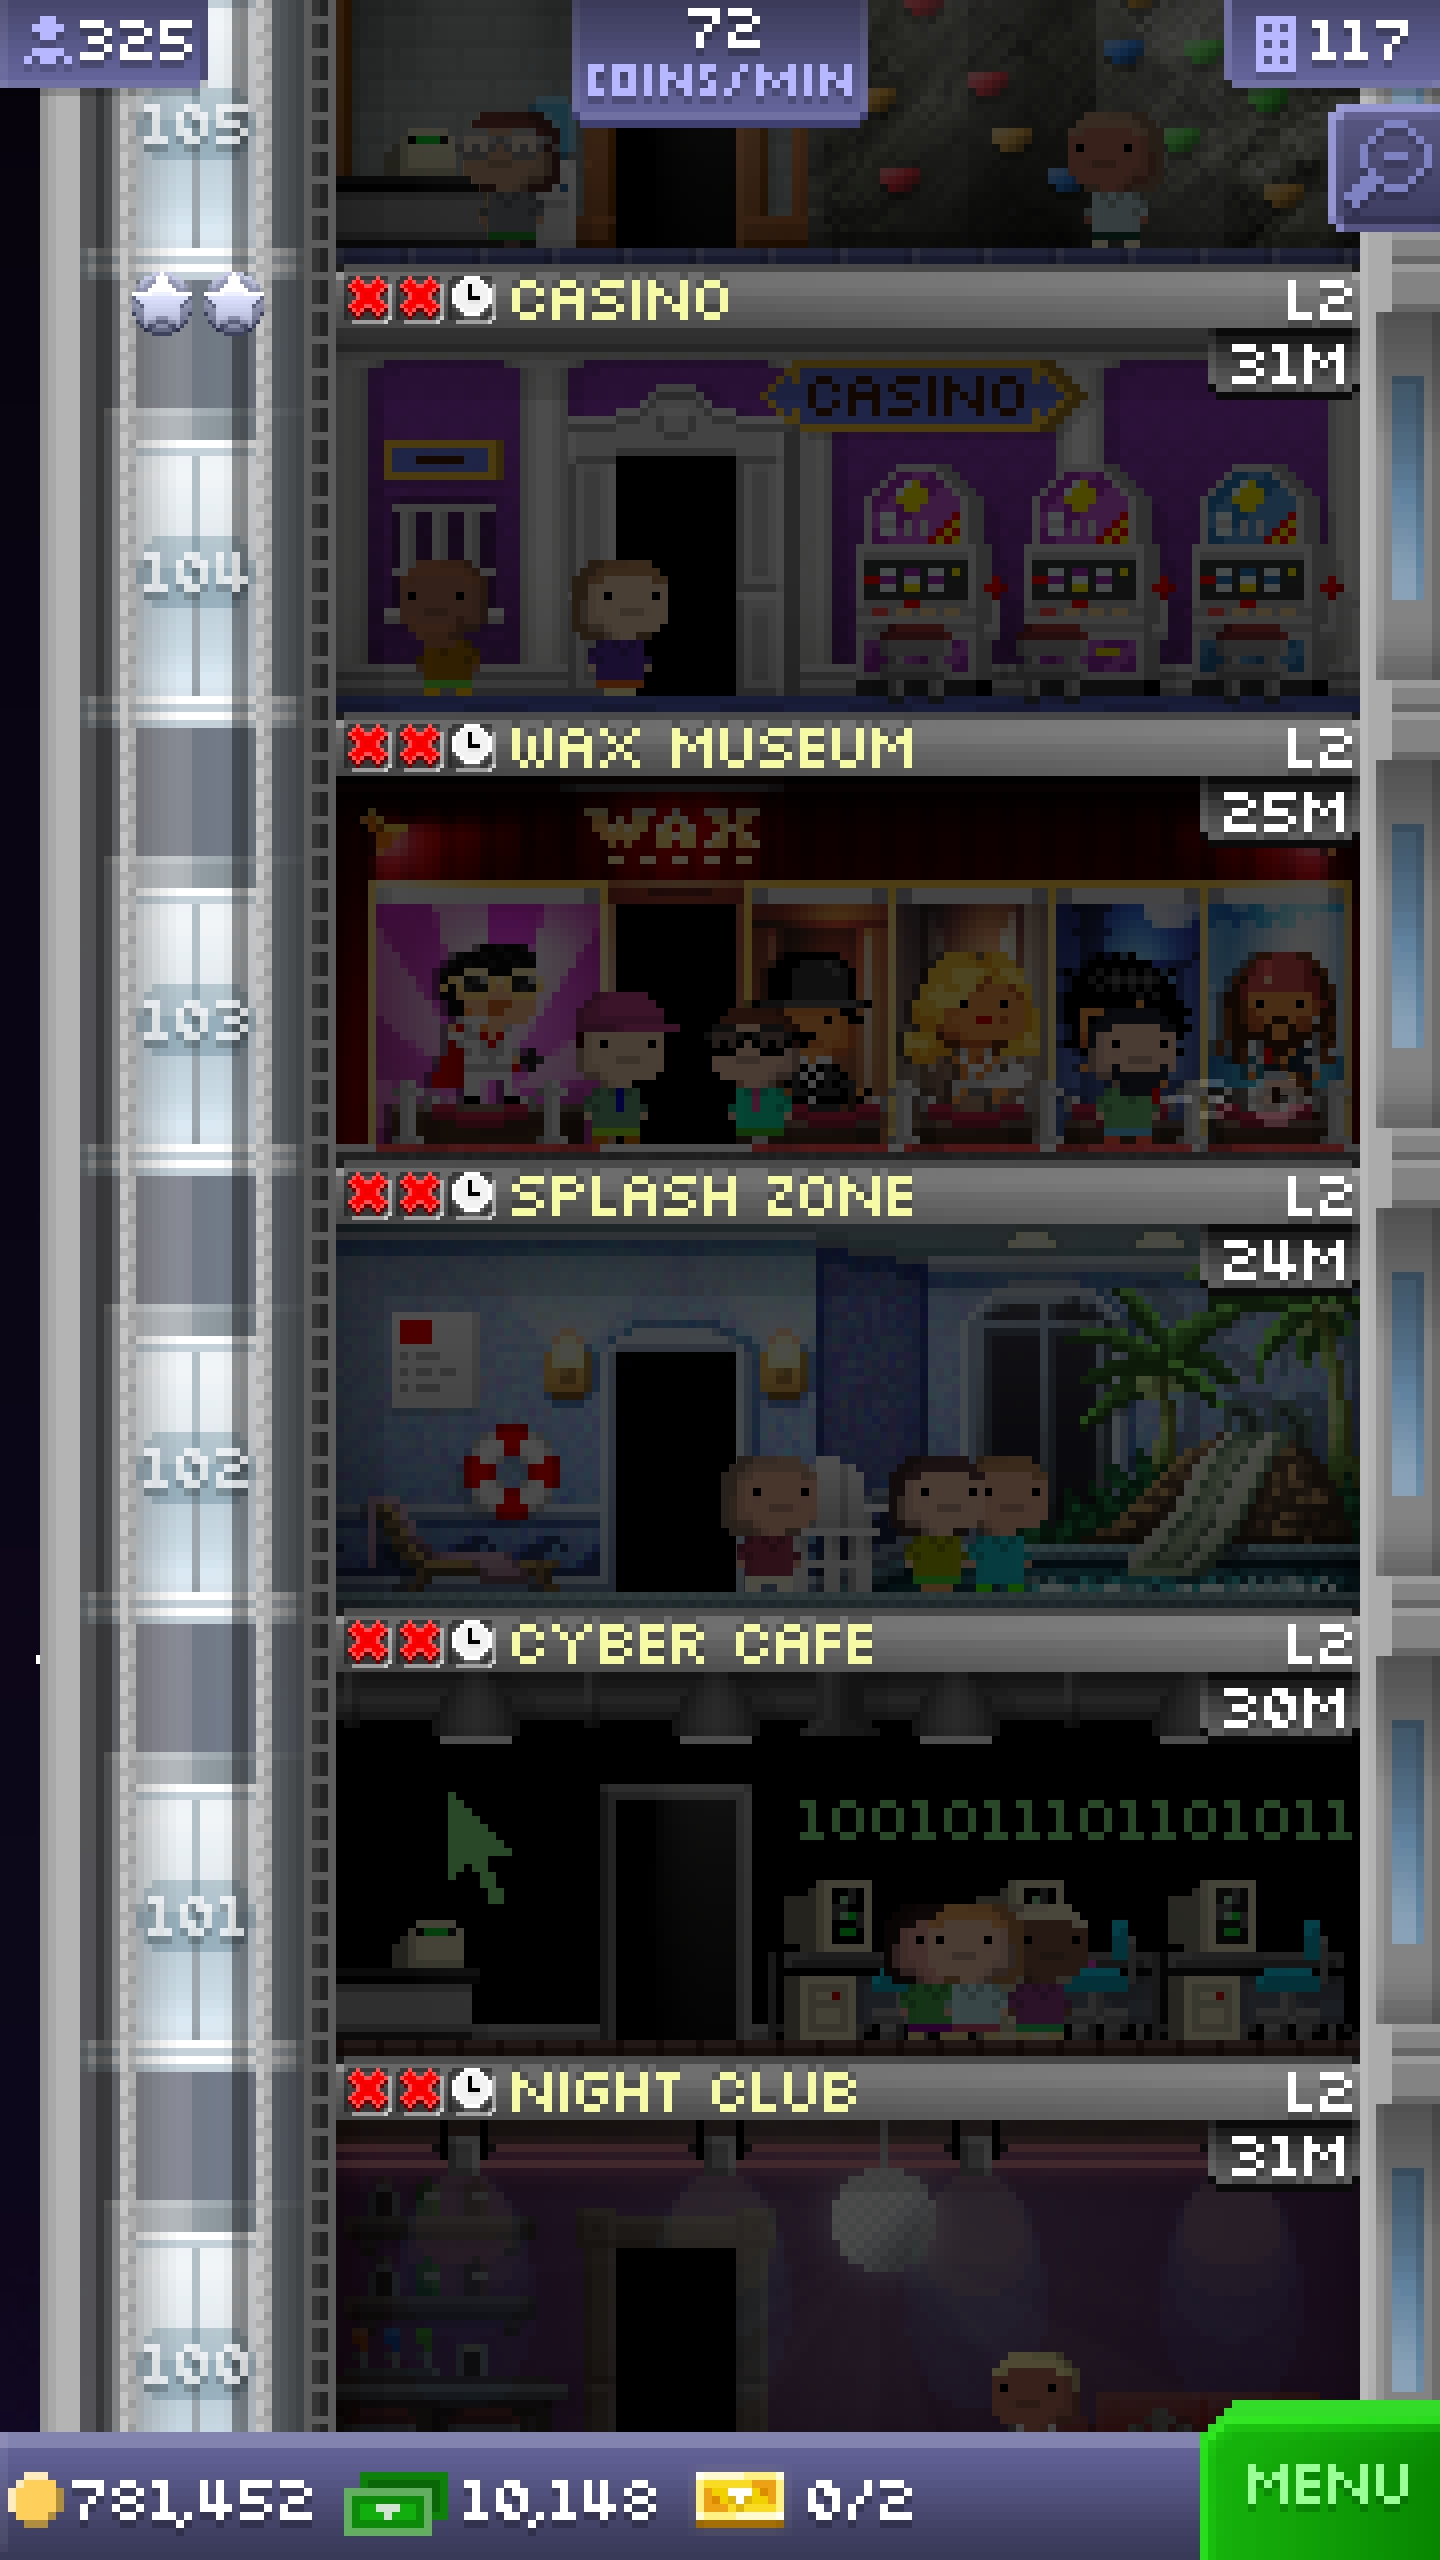 325
72
COINS/MIN
117
105
CASINO
L2
31M
CASINO
104
WAX MUSEUM
L2
25M
WAX
103
SPLASH ZONE
L2
24M
102
CYBER CAFE
L2
30M
1001011101101011
101
NIGHT CLUB
L2
31M
100
781,452
10,148
0/2
MENU